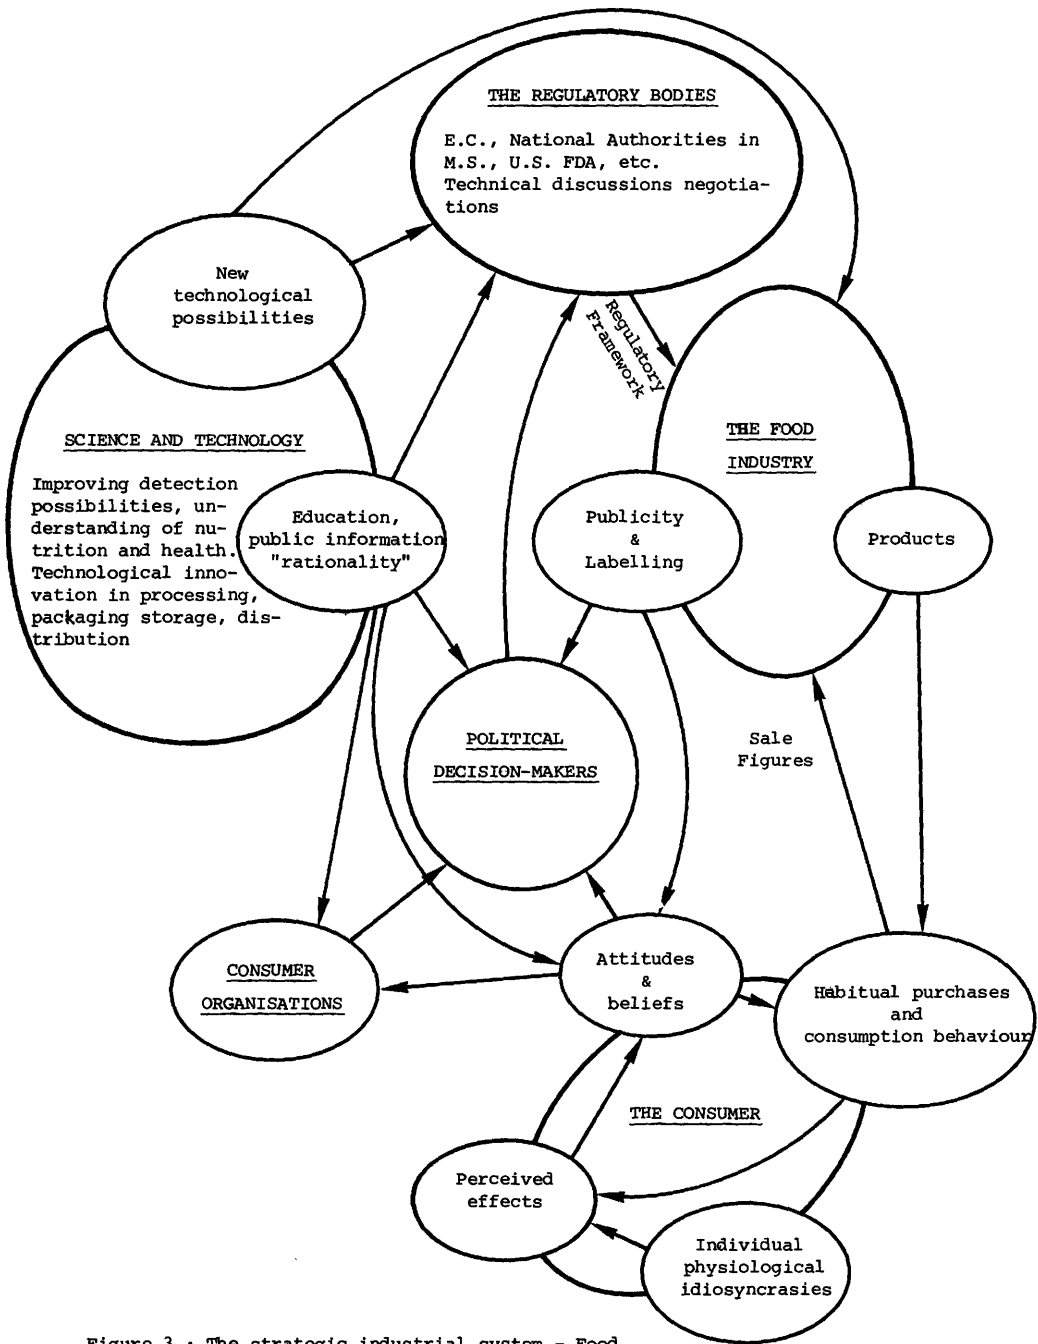 THE REGULATORY BODIES
E.C., National Authorities in
M.S., U.S. FDA, etc.
Technical discussions negotia-
tions
New
technological
possibilities
Regulatory
Framework
SCIENCE AND TECHNOLOGY
Improving detection
possibilities, un-
derstanding of nu-
trition and health.
Technological inno-
vation in processing,
packaging storage, dis-
tribution
Education,
public information
"rationality"
THE FOOD
INDUSTRY
Publicity
&
Labelling
Products
POLITICAL
DECISION-MAKERS
Sale
Figures
CONSUMER
ORGANISATIONS
Attitudes
&
beliefs
Habitual purchases
and
consumption behaviour
THE CONSUMER
Perceived
effects
Individual
physiological
idiosyncrasies
Figure 3 : The strategic industrial system - Food